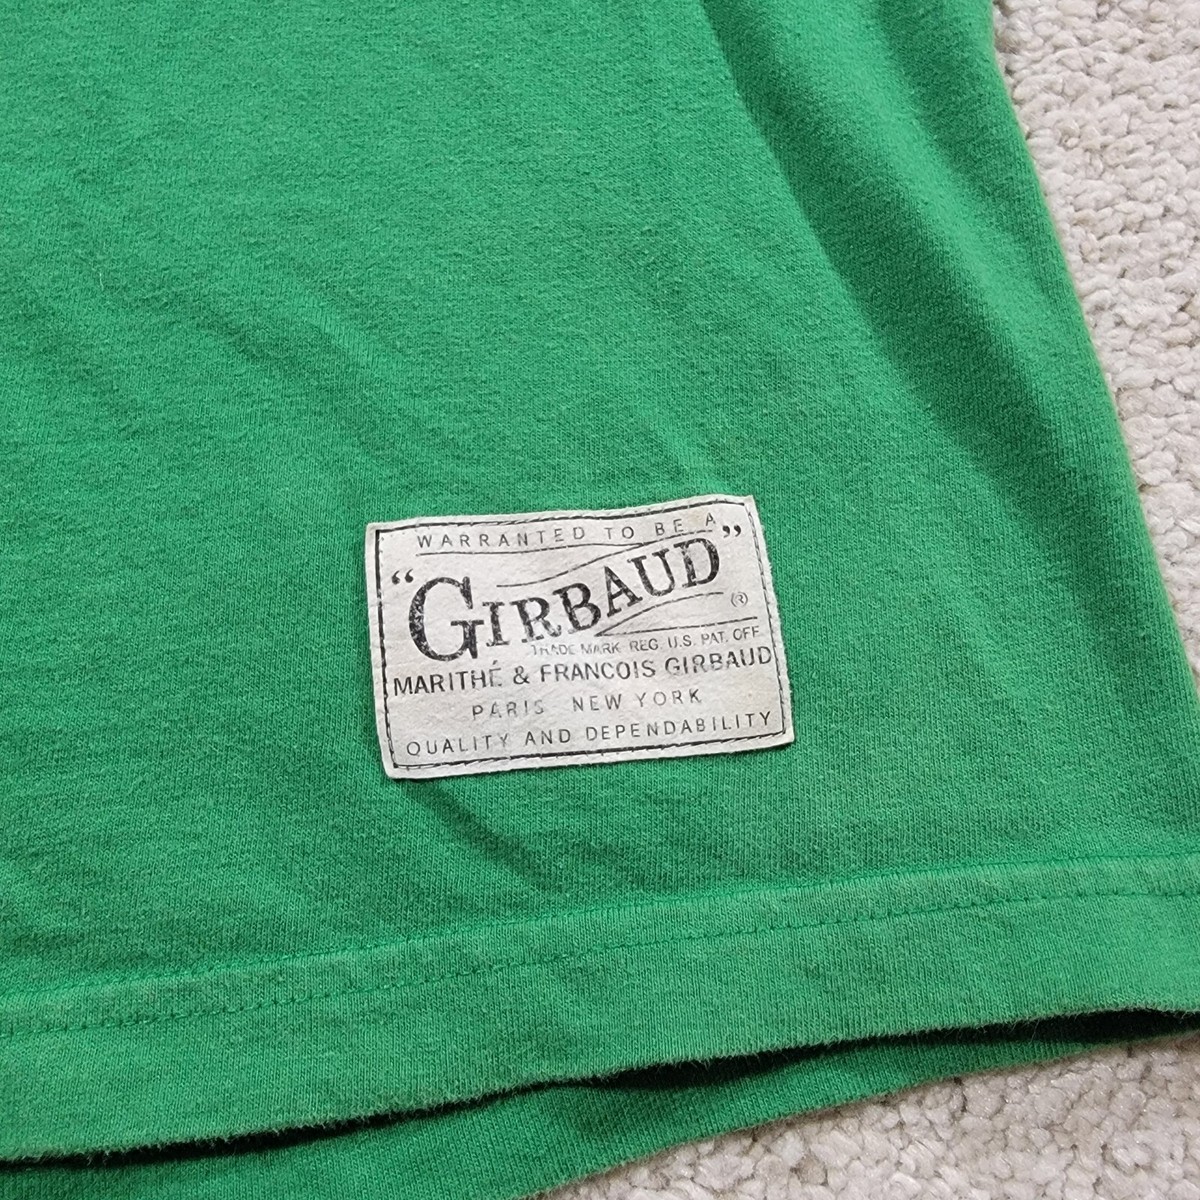 WARRANTED TO BE A
“GIRBAUD”
®
TRADE MARK REG. U.S. PAT. OFF.
MARITHÉ & FRANCOIS GIRBAUD
PARIS NEW YORK
QUALITY AND DEPENDABILITY